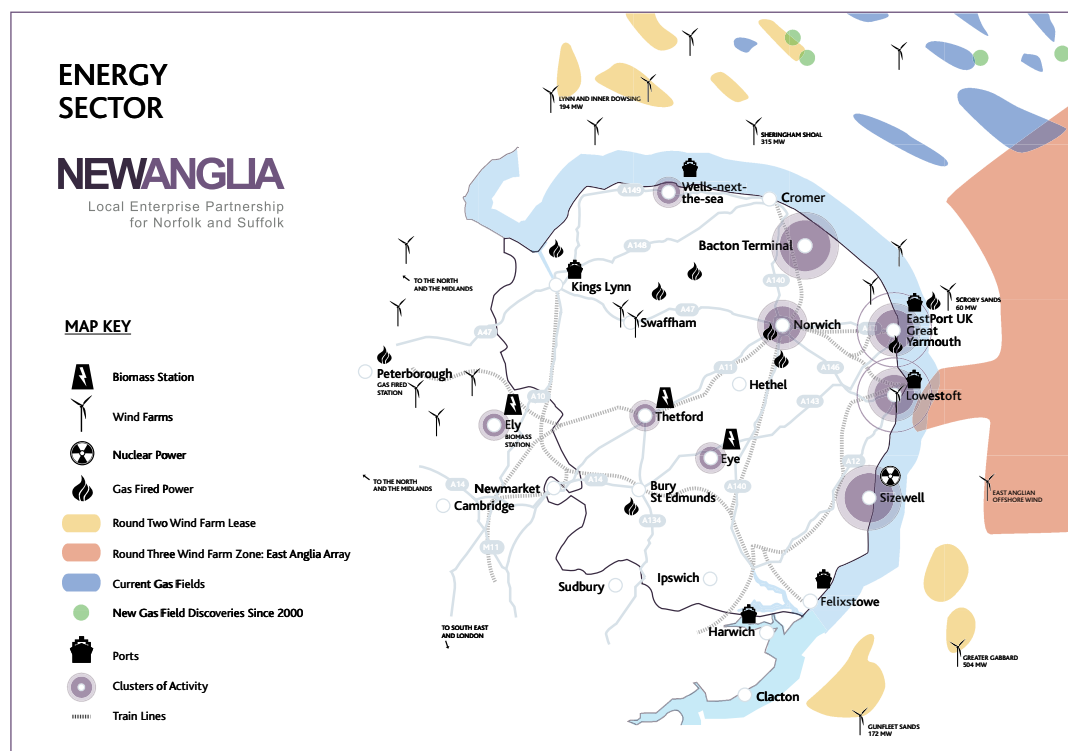 ENERGY
SECTOR
NEWANGLIA
Local Enterprise Partnership
for Norfolk and Suffolk
MAP KEY
Biomass Station
Wind Farms
Nuclear Power
Gas Fired Power
Round Two Wind Farm Lease
Round Three Wind Farm Zone: East Anglia Array
Current Gas Fields
New Gas Field Discoveries Since 2000
Ports
Clusters of Activity
Train Lines
LYNN AND INNER DOWSING
194 MW
SHERINGHAM SHOAL
315 MW
A149
Wells-next-
the-sea
Cromer
A148
Bacton Terminal
TO THE NORTH
AND THE MIDLANDS
Kings Lynn
A140
SCROBY SANDS
60 MW
A47
Swaffham
Norwich
EastPort UK
Great
Yarmouth
A47
Peterborough
GAS FIRED
STATION
A11
A146
Hethel
A10
A143
Lowestoft
Ely
BIOMASS
STATION
Thetford
Eye
A12
TO THE NORTH
AND THE MIDLANDS
A14
Newmarket
A14
Bury
St Edmunds
A140
Sizewell
EAST ANGLIAN
OFFSHORE WIND
Cambridge
A134
M11
Sudbury
Ipswich
Felixstowe
TO SOUTH EAST
AND LONDON
Harwich
GREATER GABBARD
504 MW
Clacton
GUNFLEET SANDS
172 MW